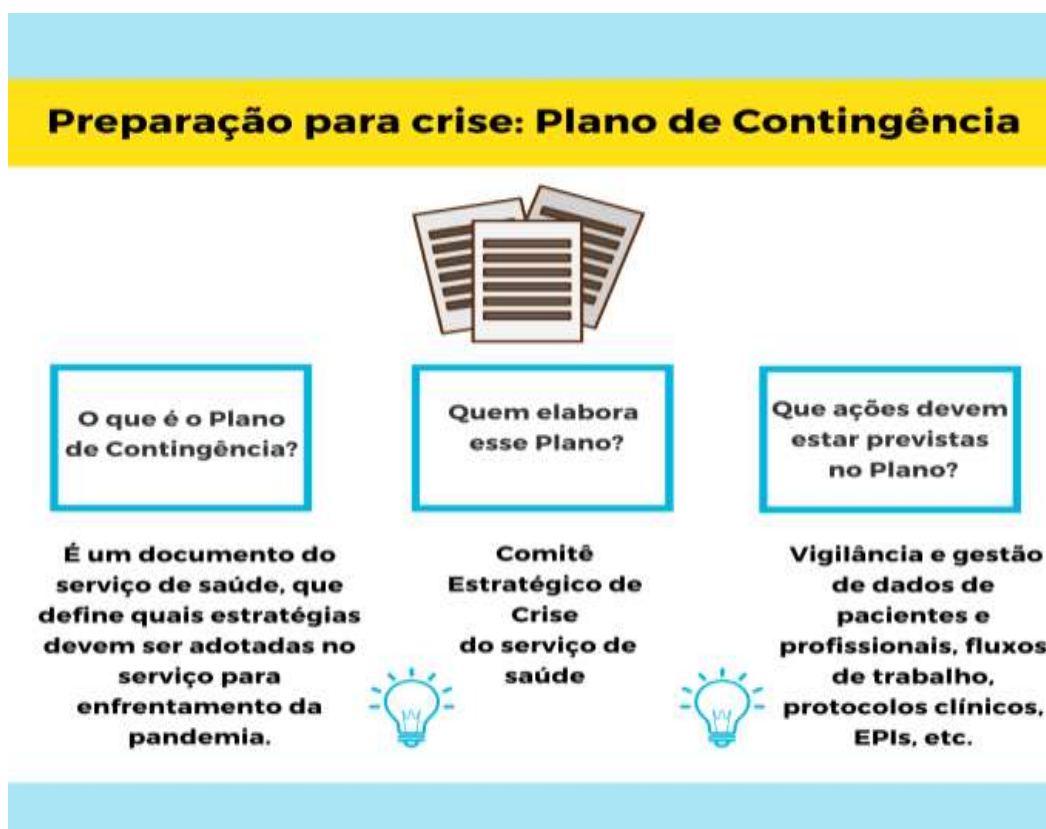 Preparação para crise: Plano de Contingência
O que é o Plano
de Contingência?
É um documento do
serviço de saúde, que
define quais estratégias
devem ser adotadas no
serviço para
enfrentamento da
pandemia.
Quem elabora
esse Plano?
Comitê
Estratégico de
Crise
do serviço de
saúde
Que ações devem
estar previstas
no Plano?
Vigilância e gestão
de dados de
pacientes e
profissionais, fluxos
de trabalho,
protocolos clínicos,
EPIs, etc.